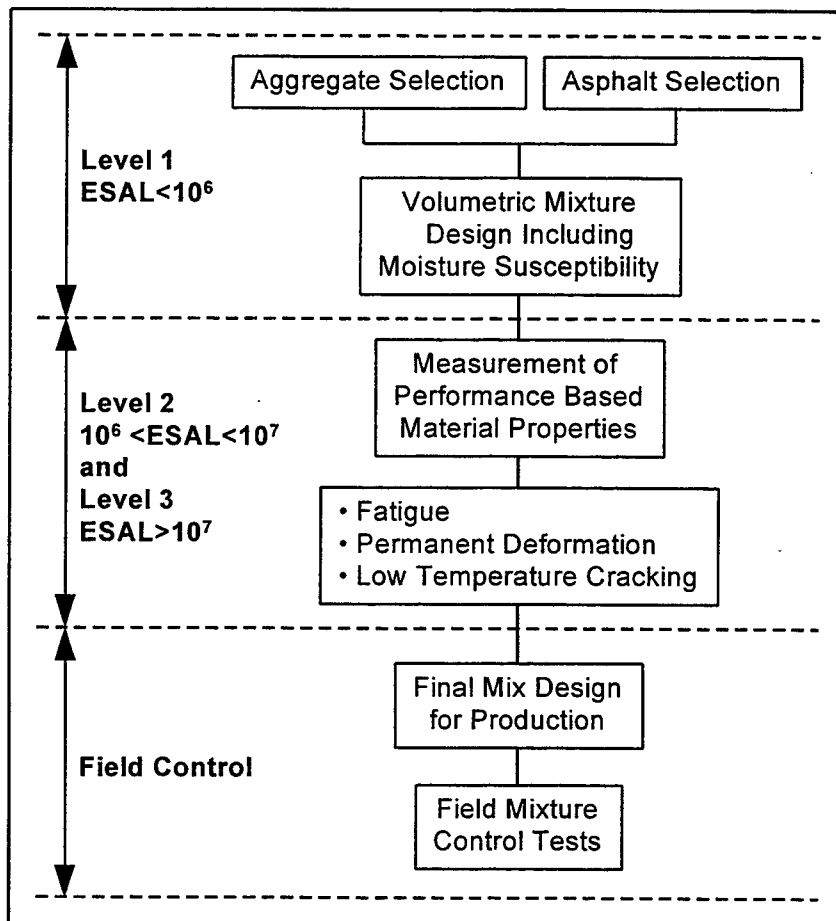 Aggregate Selection
Asphalt Selection
Level 1
ESAL<10⁶
Volumetric Mixture
Design Including
Moisture Susceptibility
Level 2
10⁶ <ESAL<10⁷
and
Level 3
ESAL>10⁷
Measurement of
Performance Based
Material Properties
• Fatigue
• Permanent Deformation
• Low Temperature Cracking
Field Control
Final Mix Design
for Production
Field Mixture
Control Tests